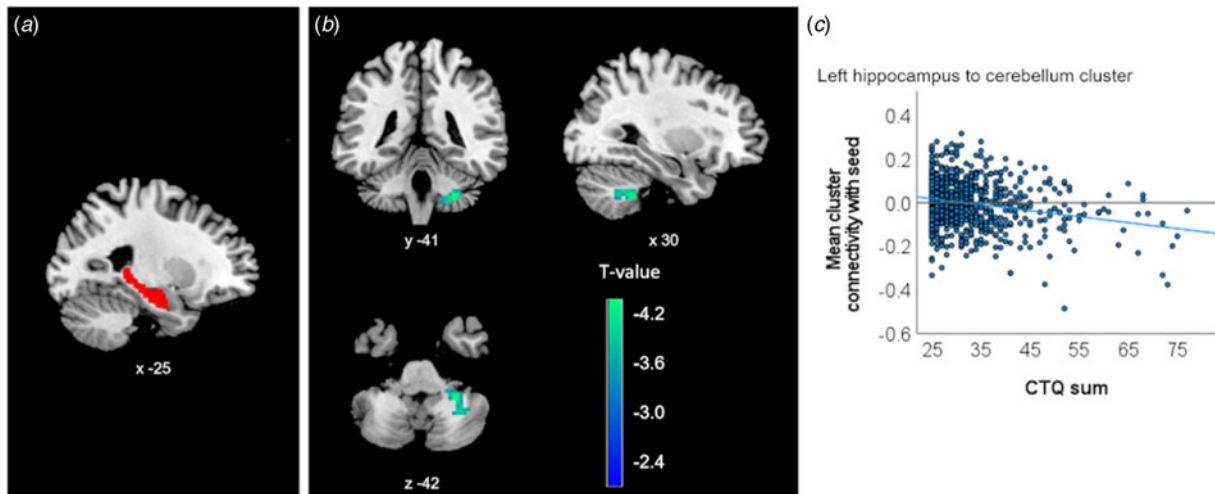 (a)
x -25
(b)
y -41
x 30
z -42
T-value
-4.2
-3.6
-3.0
-2.4
(c)
Left hippocampus to cerebellum cluster
Mean cluster
connectivity with seed
0.4
0.2
0.0
-0.2
-0.4
-0.6
25 35 45 55 65 75
CTQ sum